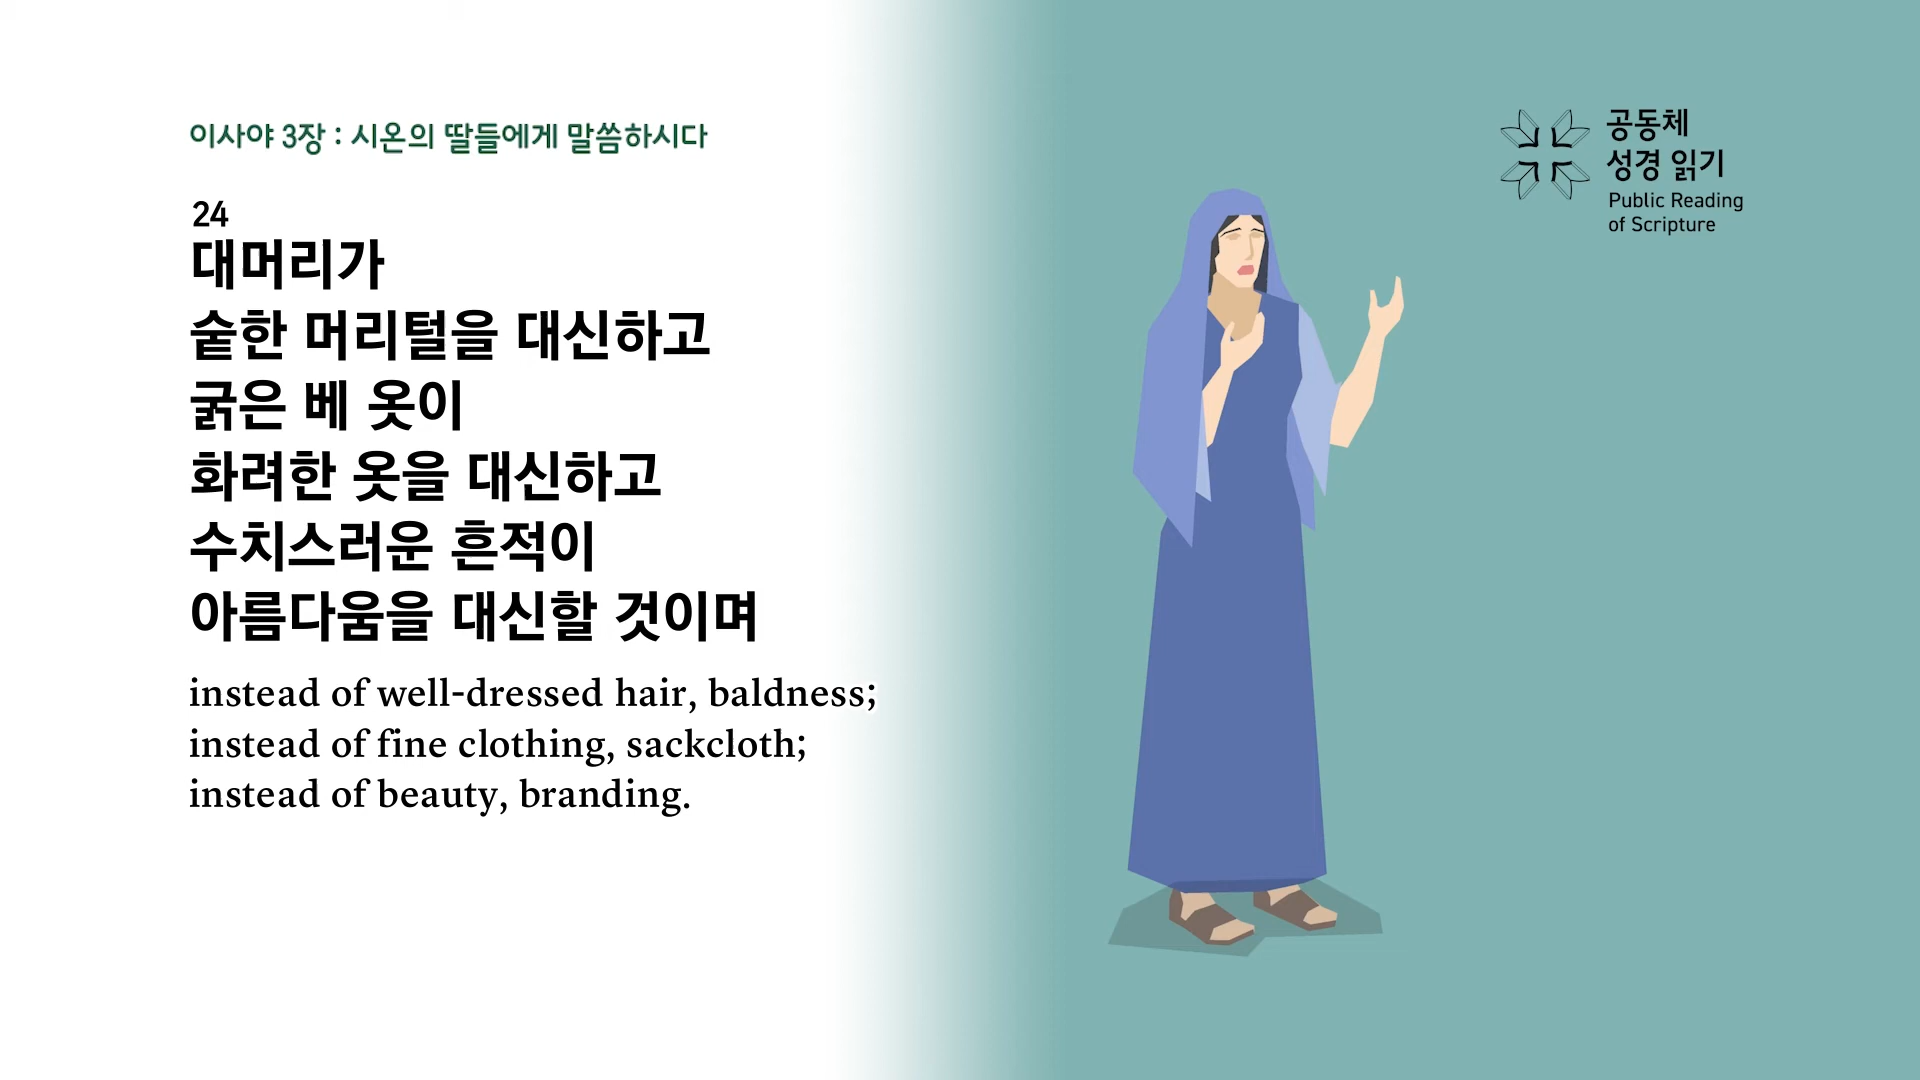 이사야 3장 : 시온의 딸들에게 말씀하시다
24
대머리가
숱한 머리털을 대신하고
굵은 베 옷이
화려한 옷을 대신하고
수치스러운 흔적이
아름다움을 대신할 것이며
instead of well-dressed hair, baldness;
instead of fine clothing, sackcloth;
instead of beauty, branding.
공동체
성경 읽기
Public Reading
of Scripture